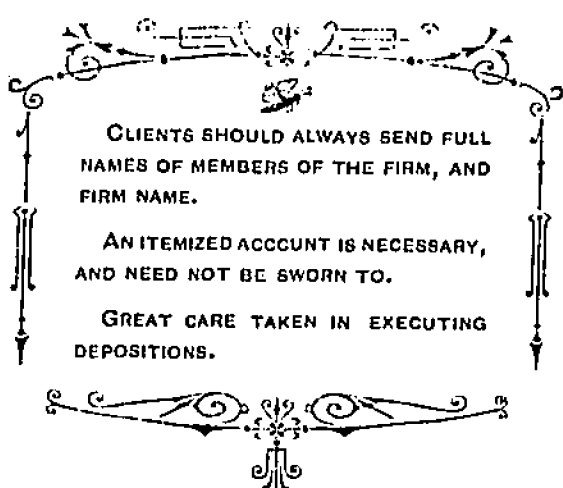 CLIENTS SHOULD ALWAYS SEND FULL
NAMES OF MEMBERS OF THE FIRM, AND
FIRM NAME.
AN ITEMIZED ACCCUNT IS NECESSARY,
AND NEED NOT BE SWORN TO.
GREAT CARE TAKEN IN EXECUTING
DEPOSITIONS.